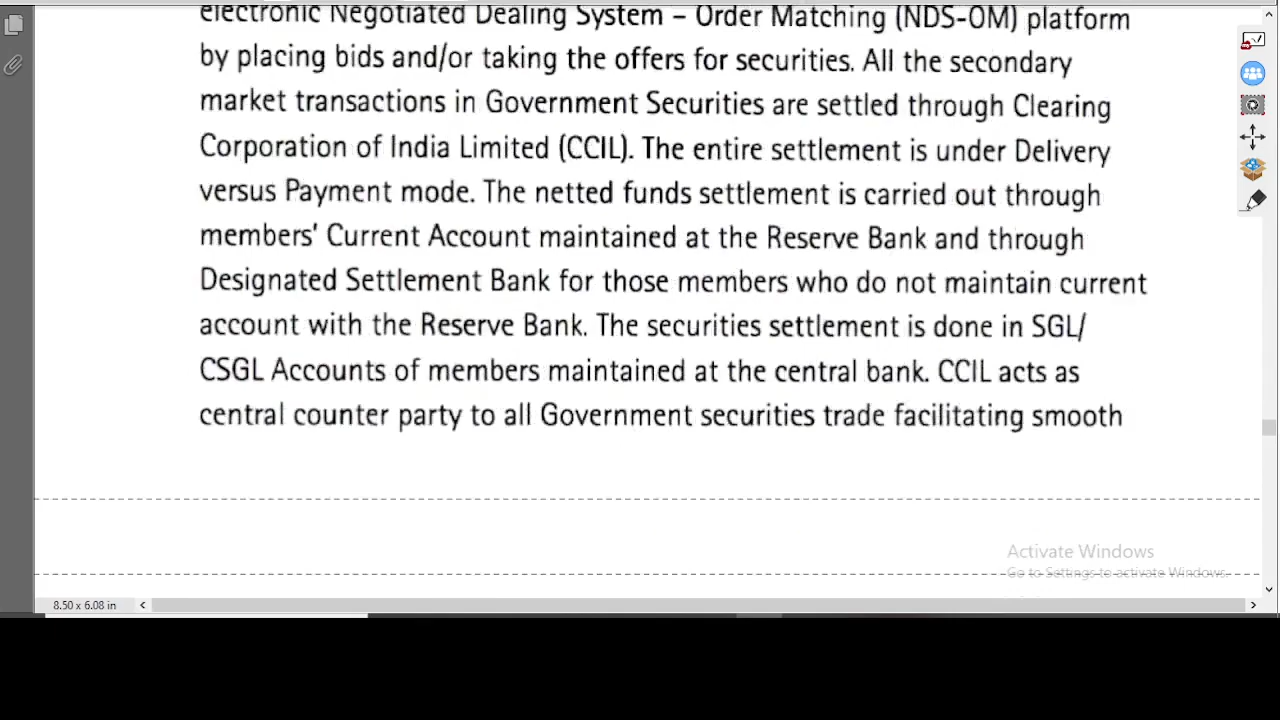 electronic Negotiated Dealing System – Order Matching (NDS-OM) platform
by placing bids and/or taking the offers for securities. All the secondary
market transactions in Government Securities are settled through Clearing
Corporation of India Limited (CCIL). The entire settlement is under Delivery
versus Payment mode. The netted funds settlement is carried out through
members' Current Account maintained at the Reserve Bank and through
Designated Settlement Bank for those members who do not maintain current
account with the Reserve Bank. The securities settlement is done in SGL/
CSGL Accounts of members maintained at the central bank. CCIL acts as
central counter party to all Government securities trade facilitating smooth
Activate Windows
Go to Settings to activate Windows.
8.50 x 6.08 in